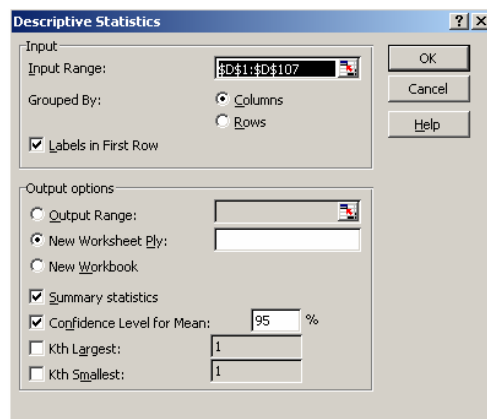 Descriptive Statistics
Input
Input Range: $D$1:$D$107
Grouped By: Columns
Rows
Labels in First Row
OK
Cancel
Help
Output options
Output Range:
New Worksheet Ply:
New Workbook
Summary statistics
Confidence Level for Mean: 95 %
Kth Largest: 1
Kth Smallest: 1